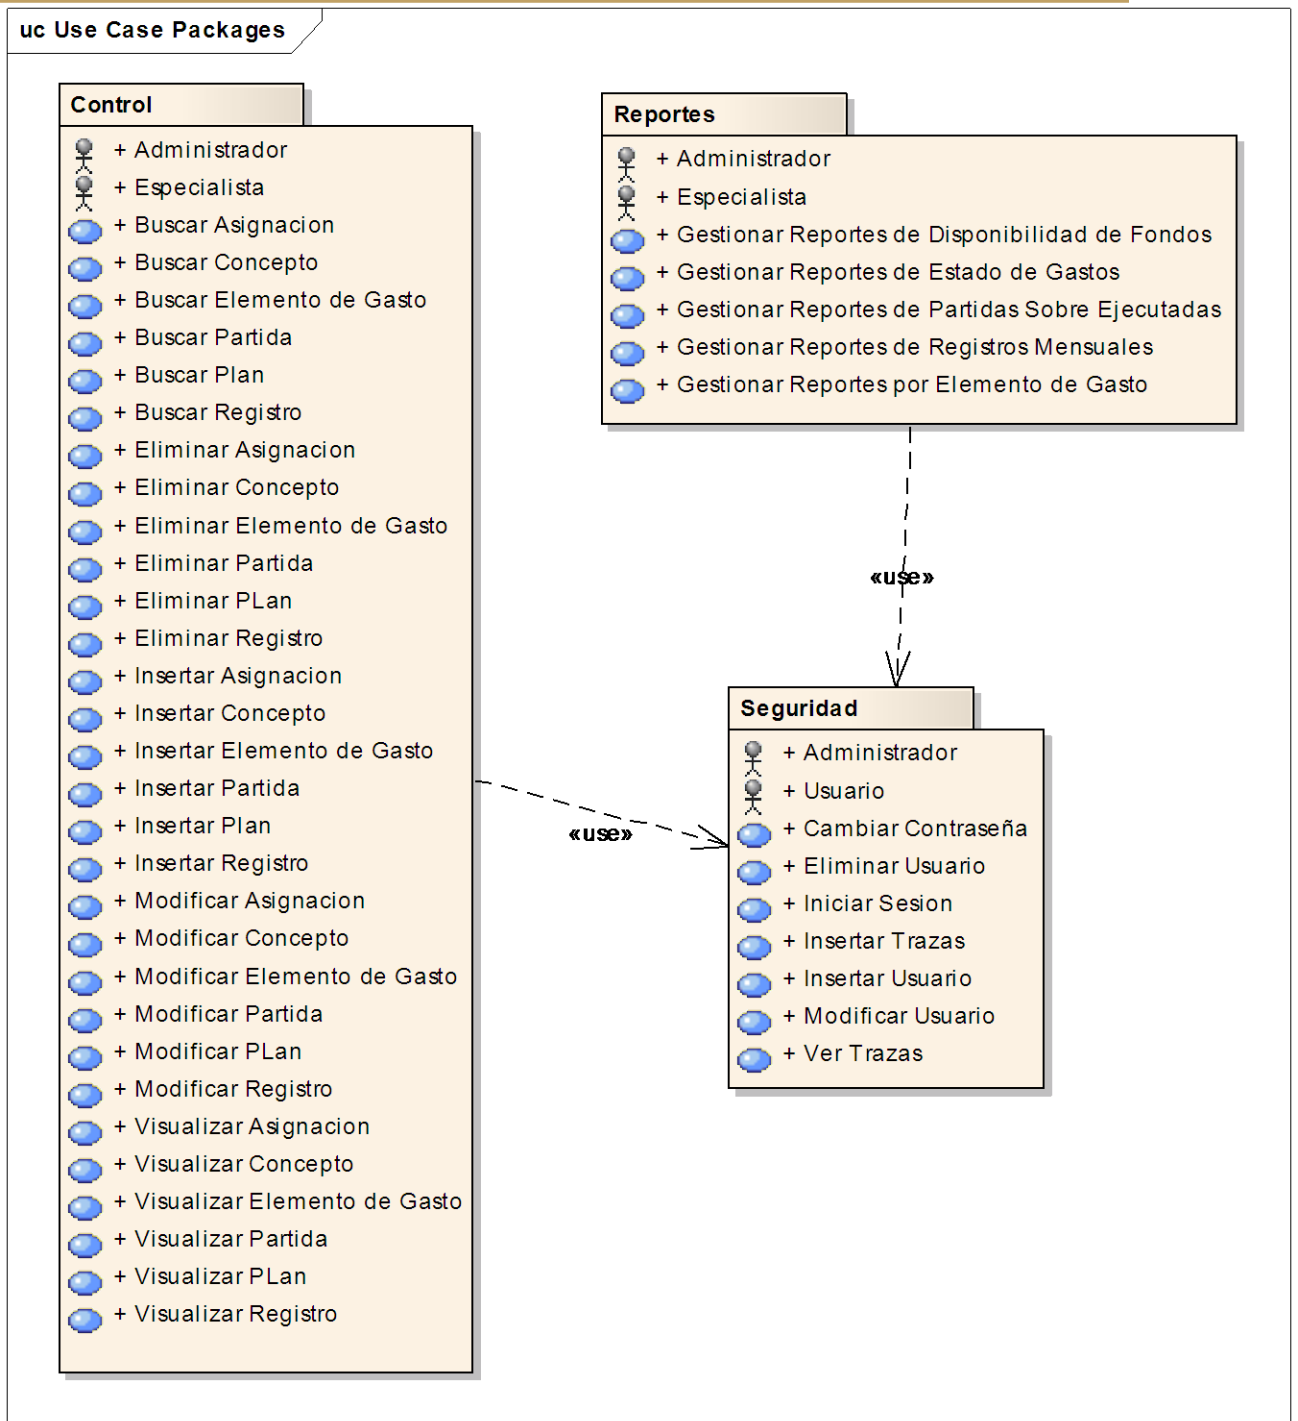 uc Use Case Packages
Control
+ Administrador
+ Especialista
+ Buscar Asignacion
+ Buscar Concepto
+ Buscar Elemento de Gasto
+ Buscar Partida
+ Buscar Plan
+ Buscar Registro
+ Eliminar Asignacion
+ Eliminar Concepto
+ Eliminar Elemento de Gasto
+ Eliminar Partida
+ Eliminar PLan
+ Eliminar Registro
+ Insertar Asignacion
+ Insertar Concepto
+ Insertar Elemento de Gasto
+ Insertar Partida
+ Insertar Plan
+ Insertar Registro
+ Modificar Asignacion
+ Modificar Concepto
+ Modificar Elemento de Gasto
+ Modificar Partida
+ Modificar PLan
+ Modificar Registro
+ Visualizar Asignacion
+ Visualizar Concepto
+ Visualizar Elemento de Gasto
+ Visualizar Partida
+ Visualizar PLan
+ Visualizar Registro
Reportes
+ Administrador
+ Especialista
+ Gestionar Reportes de Disponibilidad de Fondos
+ Gestionar Reportes de Estado de Gastos
+ Gestionar Reportes de Partidas Sobre Ejecutadas
+ Gestionar Reportes de Registros Mensuales
+ Gestionar Reportes por Elemento de Gasto
«use»
«use»
Seguridad
+ Administrador
+ Usuario
+ Cambiar Contraseña
+ Eliminar Usuario
+ Iniciar Sesion
+ Insertar Trazas
+ Insertar Usuario
+ Modificar Usuario
+ Ver Trazas